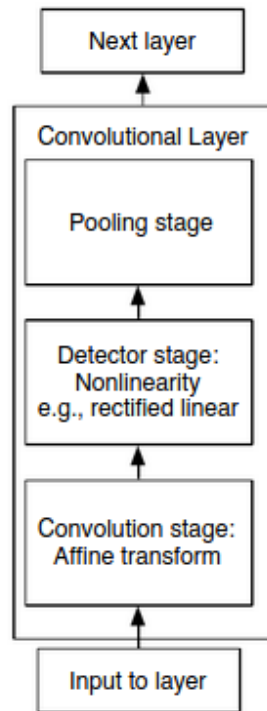 Next layer
Convolutional Layer
Pooling stage
Detector stage:
Nonlinearity
e.g., rectified linear
Convolution stage:
Affine transform
Input to layer